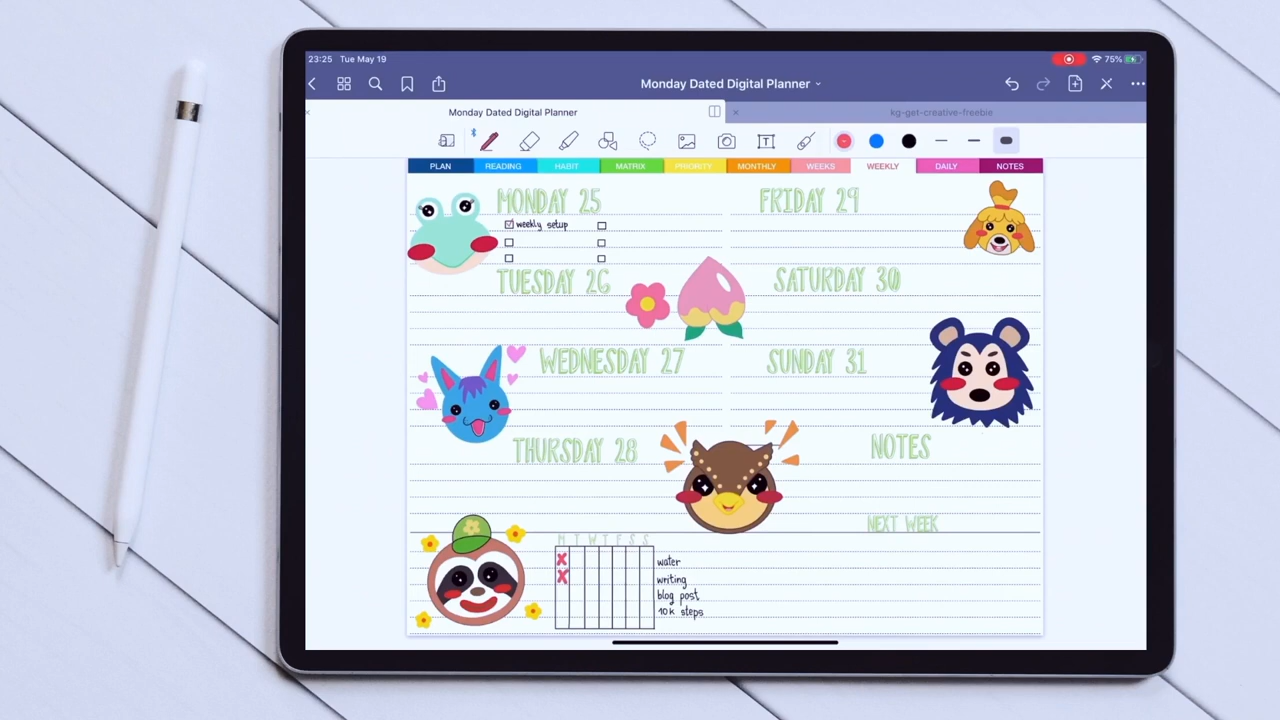 23:25 Tue May 19
75%
Monday Dated Digital Planner
Monday Dated Digital Planner
kg-get-creative-freebie
PLAN READING HABIT MATRIX PRIORITY MONTHLY WEEKS WEEKLY DAILY NOTES
MONDAY 25
weekly setup
TUESDAY 26
WEDNESDAY 27
THURSDAY 28
FRIDAY 29
SATURDAY 30
SUNDAY 31
NOTES
NEXT WEEK
M T W T F S S
water
writing
blog post
10k steps